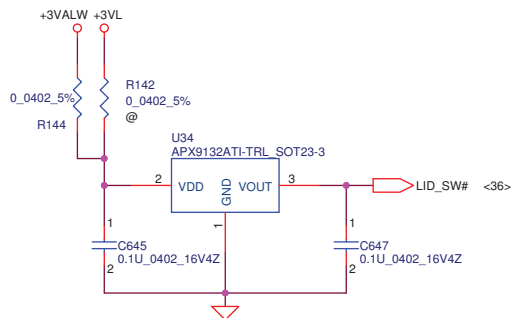 +3VALW +3VL
0_0402_5%
R144
R142
0_0402_5%
@
U34
APX9132ATI-TRL_SOT23-3
2
VDD
GND
VOUT
3
1
LID_SW# <36>
1
C645
0.1U_0402_16V4Z
2
1
C647
0.1U_0402_16V4Z
2